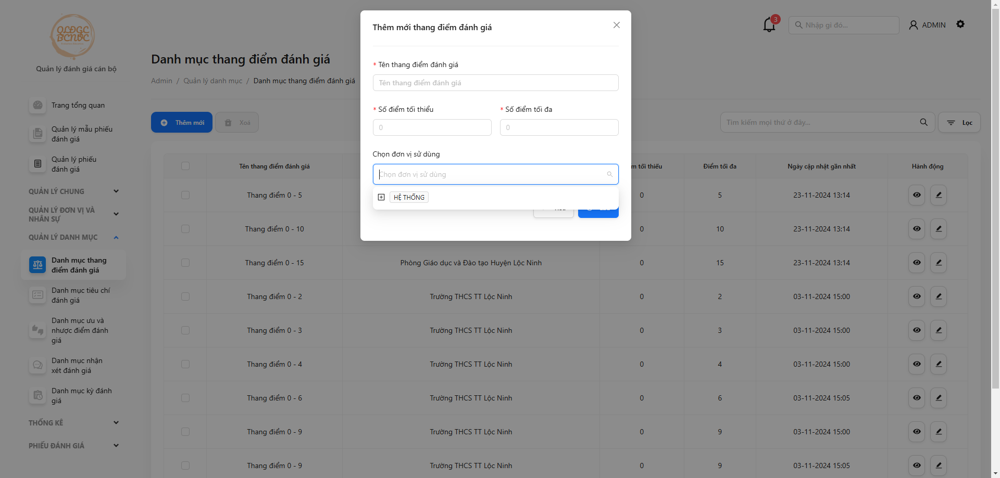 QLĐGC
BCNVC
Quản lý đánh giá cán bộ
Trang tổng quan
Quản lý mẫu phiếu
đánh giá
Quản lý phiếu
đánh giá
QUẢN LÝ CHUNG
QUẢN LÝ ĐƠN VỊ VÀ
NHÂN SỰ
QUẢN LÝ DANH MỤC
Danh mục thang
điểm đánh giá
Danh mục tiêu chí
đánh giá
Danh mục ưu và
nhược điểm đánh
giá
Danh mục nhận
xét đánh giá
Danh mục kỳ đánh
giá
THỐNG KÊ
PHIẾU ĐÁNH GIÁ
3
Nhập gì đó...
ADMIN
Danh mục thang điểm đánh giá
Admin / Quản lý danh mục / Danh mục thang điểm đánh giá
Thêm mới
Xoá
Tìm kiếm mọi thứ ở đây...
Lọc
Thêm mới thang điểm đánh giá
* Tên thang điểm đánh giá
Tên thang điểm đánh giá
* Số điểm tối thiểu * Số điểm tối đa
0 0
Chọn đơn vị sử dùng
Chọn đơn vị sử dùng
HỆ THỐNG
Tên thang điểm đánh giá tối thiểu Điểm tối đa Ngày cập nhật gần nhất Hành động
Thang điểm 0 - 5 0 5 23-11-2024 13:14
Thang điểm 0 - 10 0 10 23-11-2024 13:14
Thang điểm 0 - 15 Phòng Giáo dục và Đào tạo Huyện Lộc Ninh 0 15 23-11-2024 13:14
Thang điểm 0 - 2 Trường THCS TT Lộc Ninh 0 2 03-11-2024 15:00
Thang điểm 0 - 3 Trường THCS TT Lộc Ninh 0 3 03-11-2024 15:00
Thang điểm 0 - 4 Trường THCS TT Lộc Ninh 0 4 03-11-2024 15:00
Thang điểm 0 - 6 Trường THCS TT Lộc Ninh 0 6 03-11-2024 15:05
Thang điểm 0 - 9 Trường THCS TT Lộc Ninh 0 9 03-11-2024 15:00
Thang điểm 0 - 9 Trường THCS TT Lộc Ninh 0 9 03-11-2024 15:05